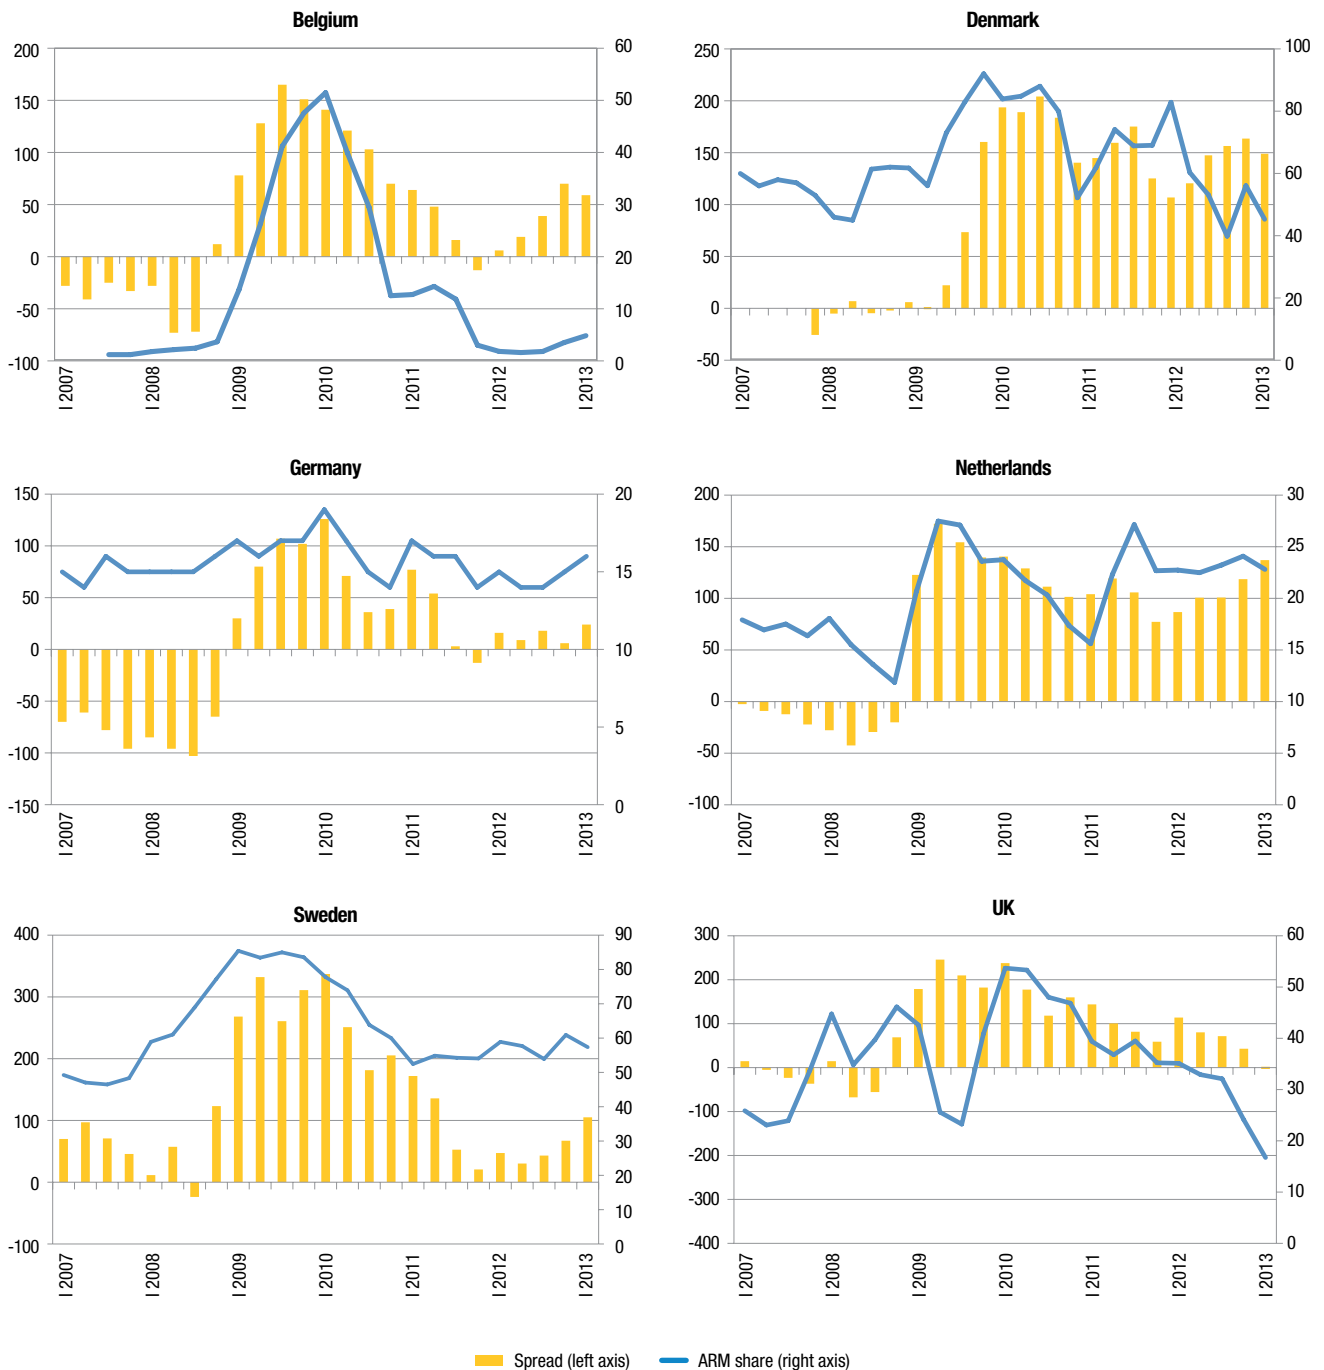 Belgium
200
150
100
50
0
-50
-100
60
50
40
30
20
10
0
I 2007
I 2008
I 2009
I 2010
I 2011
I 2012
I 2013
Denmark
250
200
150
100
50
0
-50
100
80
60
40
20
0
I 2007
I 2008
I 2009
I 2010
I 2011
I 2012
I 2013
Germany
150
100
50
0
-50
-100
-150
20
15
10
5
0
I 2007
I 2008
I 2009
I 2010
I 2011
I 2012
I 2013
Netherlands
200
150
100
50
0
-50
-100
30
25
20
15
10
5
0
I 2007
I 2008
I 2009
I 2010
I 2011
I 2012
I 2013
Sweden
400
300
200
100
0
-100
90
80
70
60
50
40
30
20
10
0
I 2007
I 2008
I 2009
I 2010
I 2011
I 2012
I 2013
UK
300
200
100
0
-100
-200
-300
-400
60
50
40
30
20
10
0
I 2007
I 2008
I 2009
I 2010
I 2011
I 2012
I 2013
Spread (left axis)
ARM share (right axis)